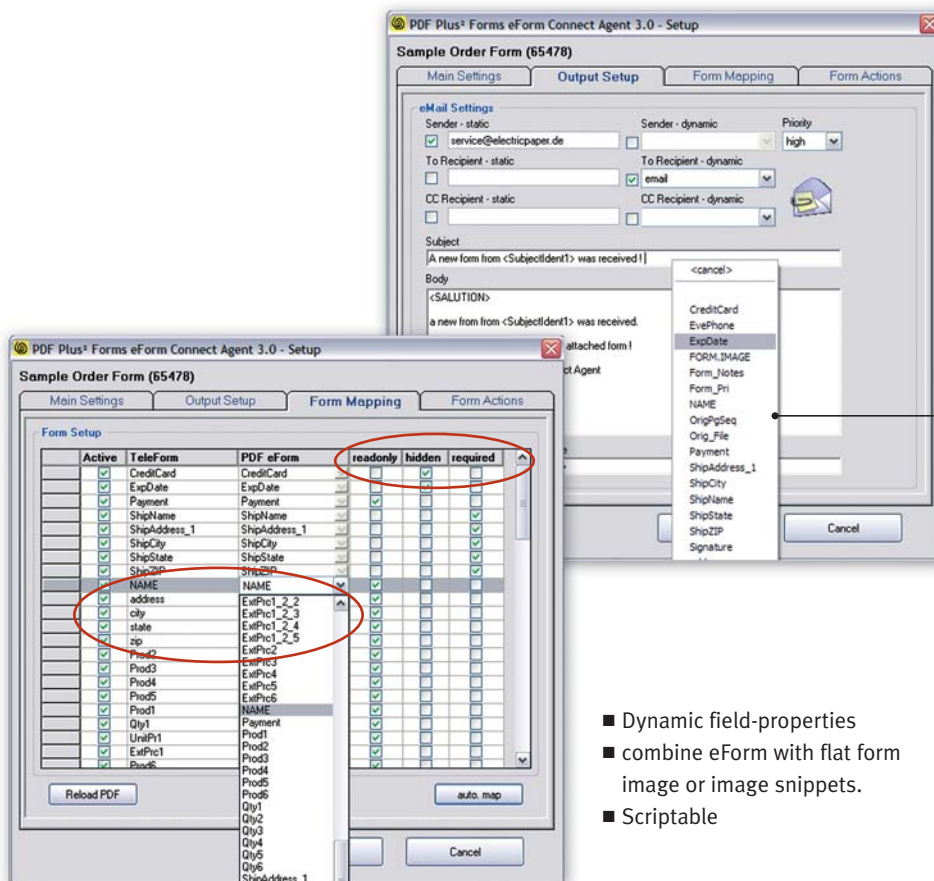 PDF Plus² Forms eForm Connect Agent 3.0 - Setup
Sample Order Form (65478)
Main Settings Output Setup Form Mapping Form Actions
eMail Settings
Sender - static Sender - dynamic Priority
service@electricpaper.de high
To Recipient - static To Recipient - dynamic
email
CC Recipient - static CC Recipient - dynamic
Subject
A new form from <SubjectIdent1> was received !
Body
<SALUTION>
a new from from <SubjectIdent1> was received.
attached form !
ct Agent
<cancel>
CreditCard
EvePhone
ExpDate
FORM.IMAGE
Form_Notes
Form_Pri
NAME
OrigPgSeq
Orig_File
Payment
ShipAddress_1
ShipCity
ShipName
ShipState
ShipZIP
Signature
Cancel
PDF Plus² Forms eForm Connect Agent 3.0 - Setup
Sample Order Form (65478)
Main Settings Output Setup Form Mapping Form Actions
Form Setup
Active TeleForm PDF eForm readonly hidden required
CreditCard CreditCard
ExpDate ExpDate
Payment Payment
ShipName ShipName
ShipAddress_1 ShipAddress_1
ShipCity ShipCity
ShipState ShipState
ShipZIP ShipZIP
NAME NAME
address
city
state
zip
Prod2
Prod3
Prod4
Prod5
Prod1
Qty1
UnitPr1
ExtPrc1
Prod6
ExtPrc1_2_2
ExtPrc1_2_3
ExtPrc1_2_4
ExtPrc1_2_5
ExtPrc2
ExtPrc3
ExtPrc4
ExtPrc5
ExtPrc6
NAME
Payment
Prod1
Prod2
Prod3
Prod4
Prod5
Prod6
Qty1
Qty2
Qty3
Qty4
Qty5
Qty6
ShipAddress_1
Reload PDF auto. map
Cancel
■ Dynamic field-properties
■ combine eForm with flat form
image or image snippets.
■ Scriptable